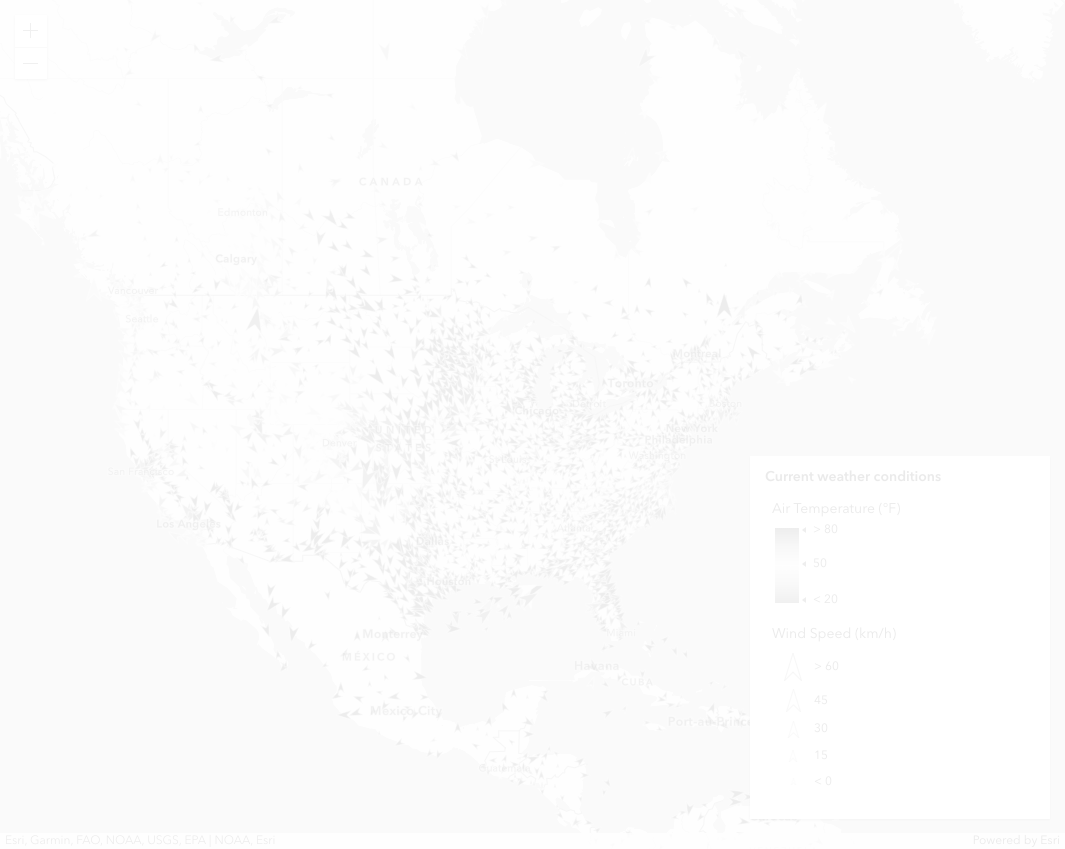 CANADA
Edmonton
Calgary
Vancouver
Seattle
Montreal
Toronto
Chicago
New York
Philadelphia
Denver
San Francisco
Los Angeles
Dallas
Houston
Miami
Monterrey
MÉXICO
Havana
CUBA
Mexico City
Port-au-Prince
Current weather conditions
Air Temperature (°F)
> 80
50
< 20
Wind Speed (km/h)
> 60
45
30
15
< 0
Esri, Garmin, FAO, NOAA, USGS, EPA | NOAA, Esri
Powered by Esri